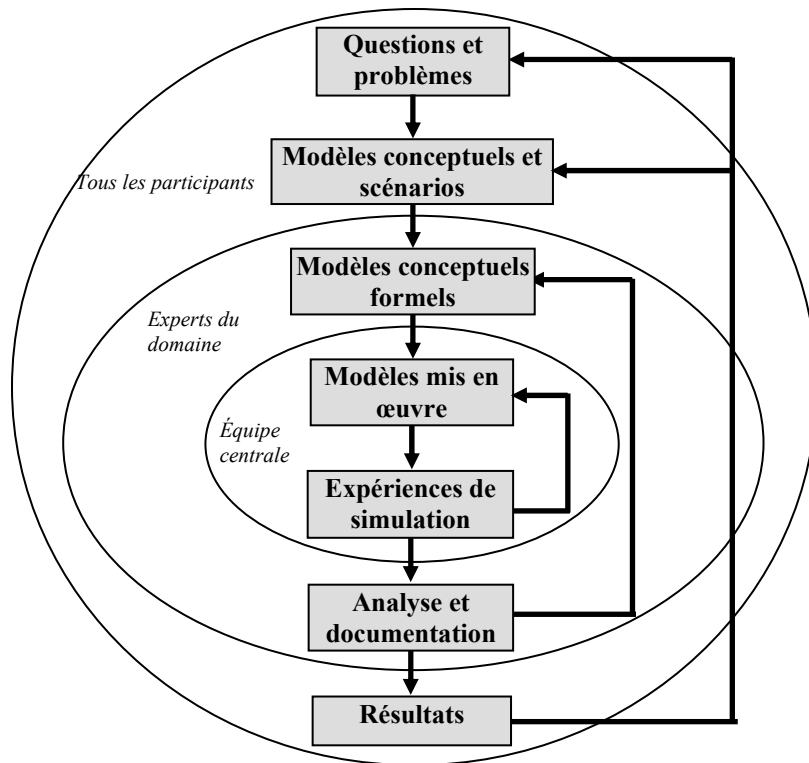 Questions et
problèmes
Modèles conceptuels et
scénarios
Tous les participants
Modèles conceptuels
formels
Experts du
domaine
Modèles mis en
œuvre
Équipe
centrale
Expériences de
simulation
Analyse et
documentation
Résultats